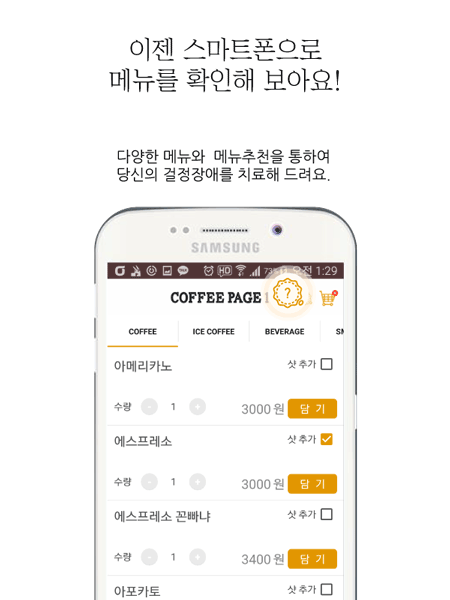 이젠 스마트폰으로
메뉴를 확인해 보아요!
다양한 메뉴와 메뉴추천을 통하여
당신의 걸정장애를 치료해 드려요.
SAMSUNG
HD 73% 오전 1:29
COFFEE PAGE
?
COFFEE ICE COFFEE BEVERAGE SM
아메리카노 샷 추가
수량 - 1 + 3000 원 담 기
에스프레소 샷 추가
수량 - 1 + 3000 원 담 기
에스프레소 꼰빠냐 샷 추가
수량 - 1 + 3400 원 담 기
아포카토 샷 추가